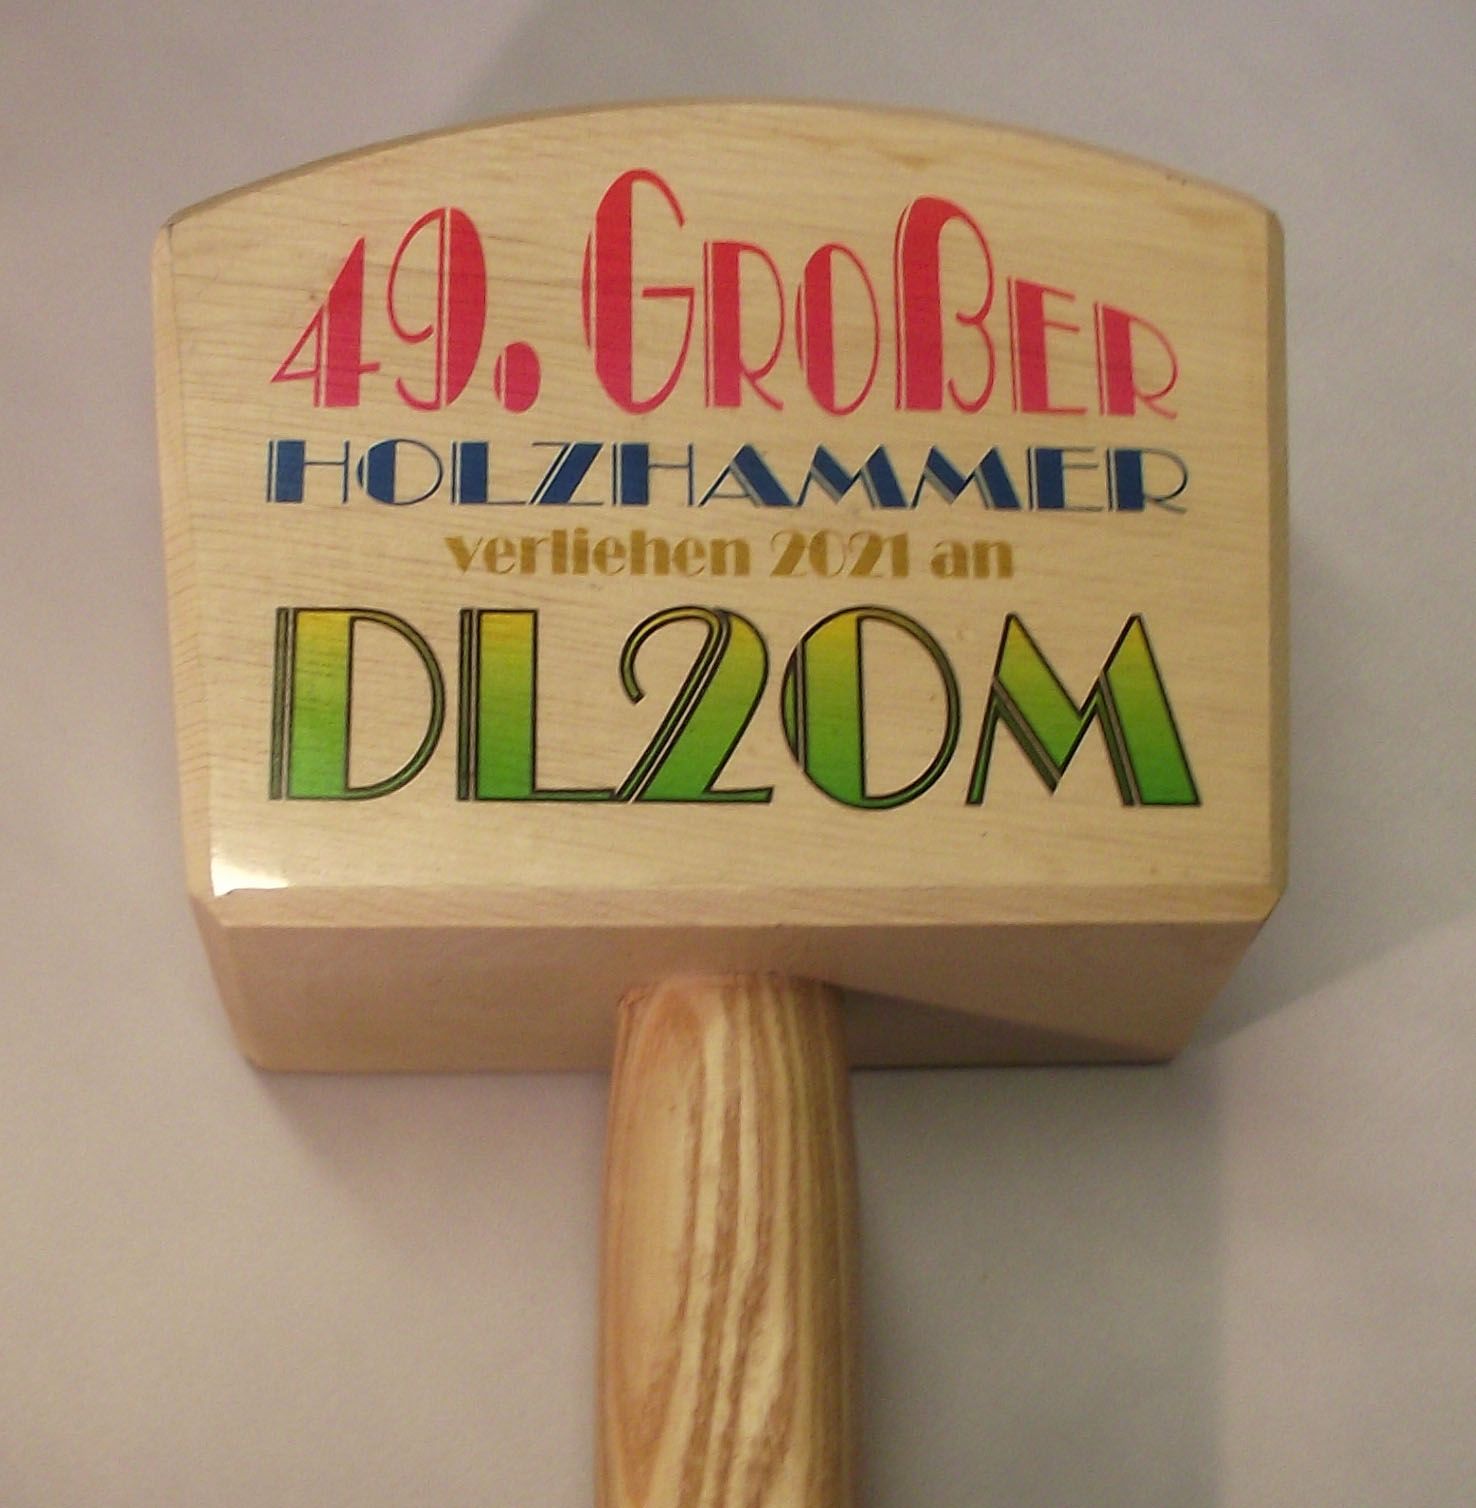 49. GROßER
HOLZHAMMER
verliehen 2021 an
DL2OM